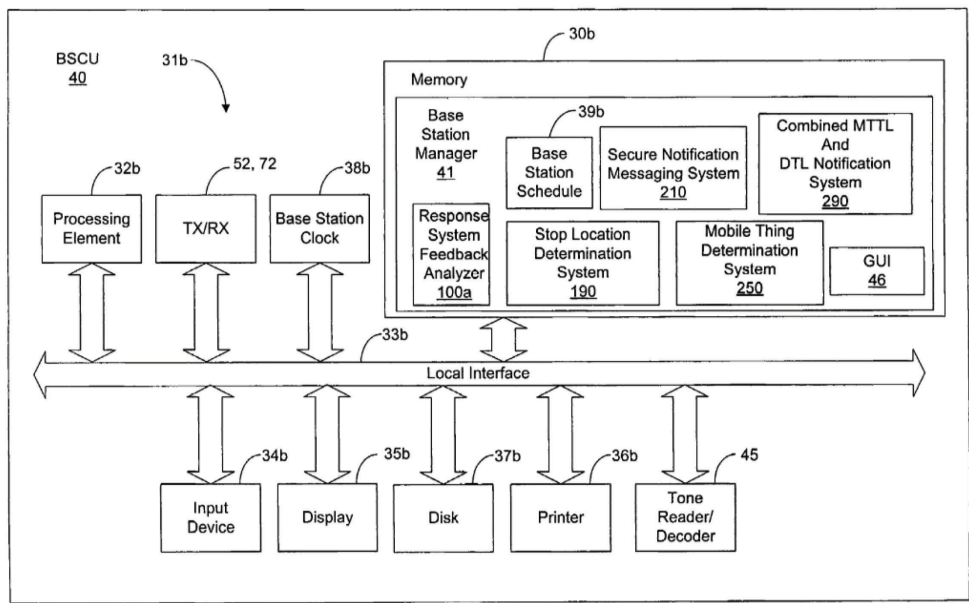 BSCU
40
31b
30b
Memory
Base
Station
Manager
41
39b
Base
Station
Schedule
Secure Notification
Messaging System
210
Combined MTTL
And
DTL Notification
System
290
Response
System
Feedback
Analyzer
100a
Stop Location
Determination
System
190
Mobile Thing
Determination
System
250
GUI
46
32b
Processing
Element
52, 72
TX/RX
38b
Base Station
Clock
33b
Local Interface
34b
Input
Device
35b
Display
37b
Disk
36b
Printer
45
Tone
Reader/
Decoder